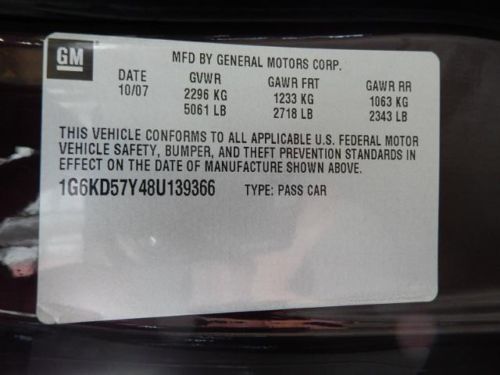 GM
MFD BY GENERAL MOTORS CORP.
DATE GVWR GAWR FRT GAWR RR
10/07 2296 KG 1233 KG 1063 KG
5061 LB 2718 LB 2343 LB
THIS VEHICLE CONFORMS TO ALL APPLICABLE U.S. FEDERAL MOTOR
VEHICLE SAFETY, BUMPER, AND THEFT PREVENTION STANDARDS IN
EFFECT ON THE DATE OF MANUFACTURE SHOWN ABOVE.
1G6KD57Y48U139366 TYPE: PASS CAR